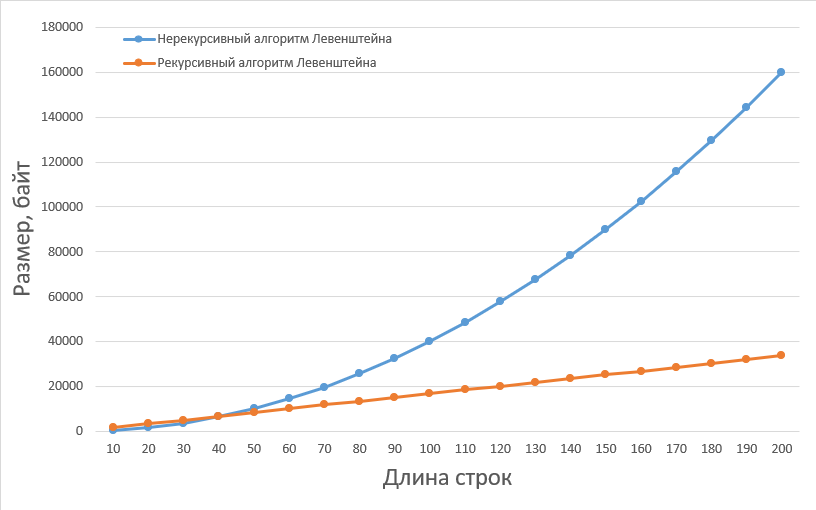 180000
160000
140000
120000
100000
80000
60000
40000
20000
0
Размер, байт
Нерекурсивный алгоритм Левенштейна
Рекурсивный алгоритм Левенштейна
10 20 30 40 50 60 70 80 90 100 110 120 130 140 150 160 170 180 190 200
Длина строк